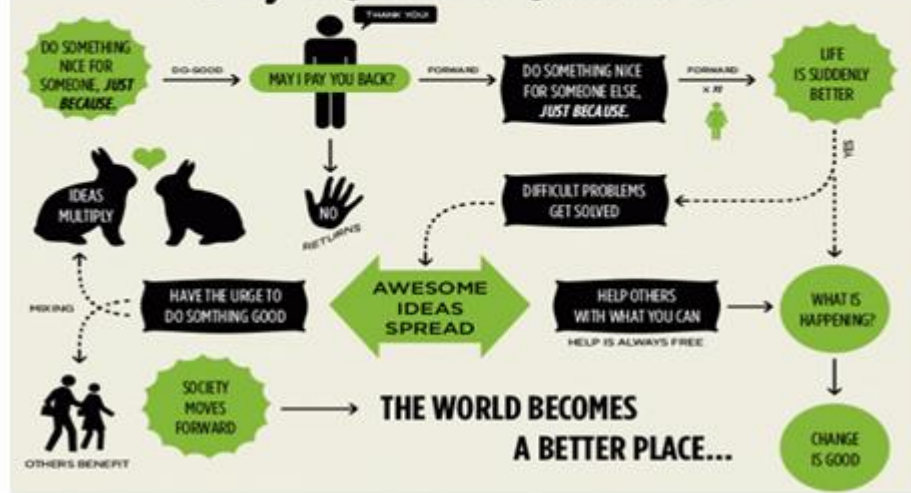 THANK YOU!
DO SOMETHING
NICE FOR
SOMEONE, JUST
BECAUSE.
DO-GOOD
MAY I PAY YOU BACK?
FORWARD
DO SOMETHING NICE
FOR SOMEONE ELSE,
JUST BECAUSE.
FORWARD
× n
LIFE
IS SUDDENLY
BETTER
YES
IDEAS
MULTIPLY
NO
RETURNS
DIFFICULT PROBLEMS
GET SOLVED
MIXING
HAVE THE URGE TO
DO SOMTHING GOOD
AWESOME
IDEAS
SPREAD
HELP OTHERS
WITH WHAT YOU CAN
HELP IS ALWAYS FREE
WHAT IS
HAPPENING?
OTHERS BENEFIT
SOCIETY
MOVES
FORWARD
THE WORLD BECOMES
A BETTER PLACE...
CHANGE
IS GOOD